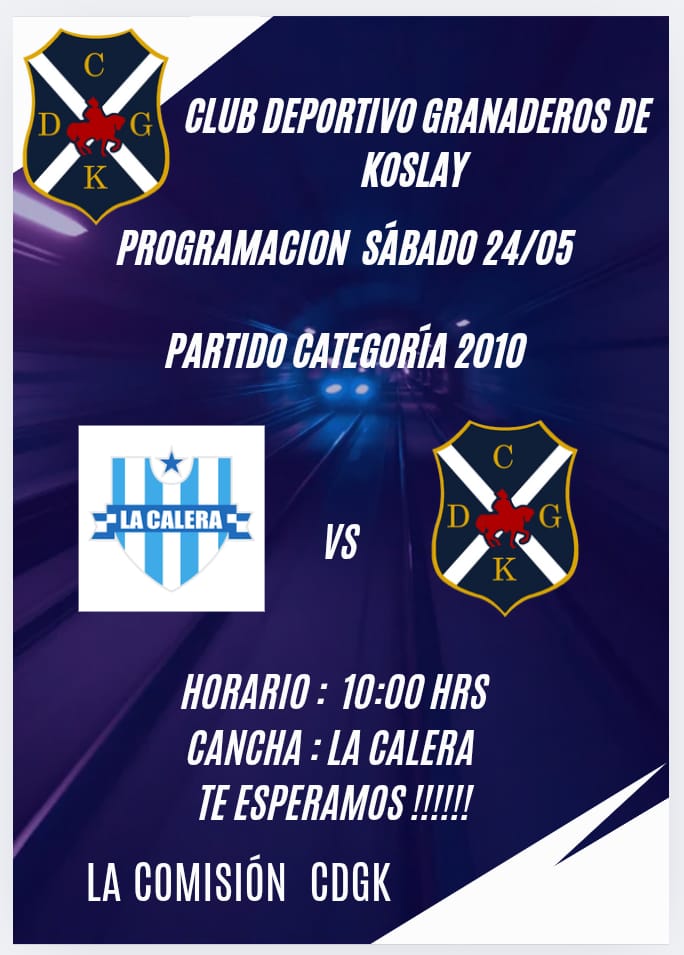 C
D G
K
CLUB DEPORTIVO GRANADEROS DE
KOSLAY
PROGRAMACION SÁBADO 24/05
PARTIDO CATEGORÍA 2010
LA CALERA
VS
C
D G
K
HORARIO : 10:00 HRS
CANCHA : LA CALERA
TE ESPERAMOS !!!!!!
LA COMISIÓN CDGK